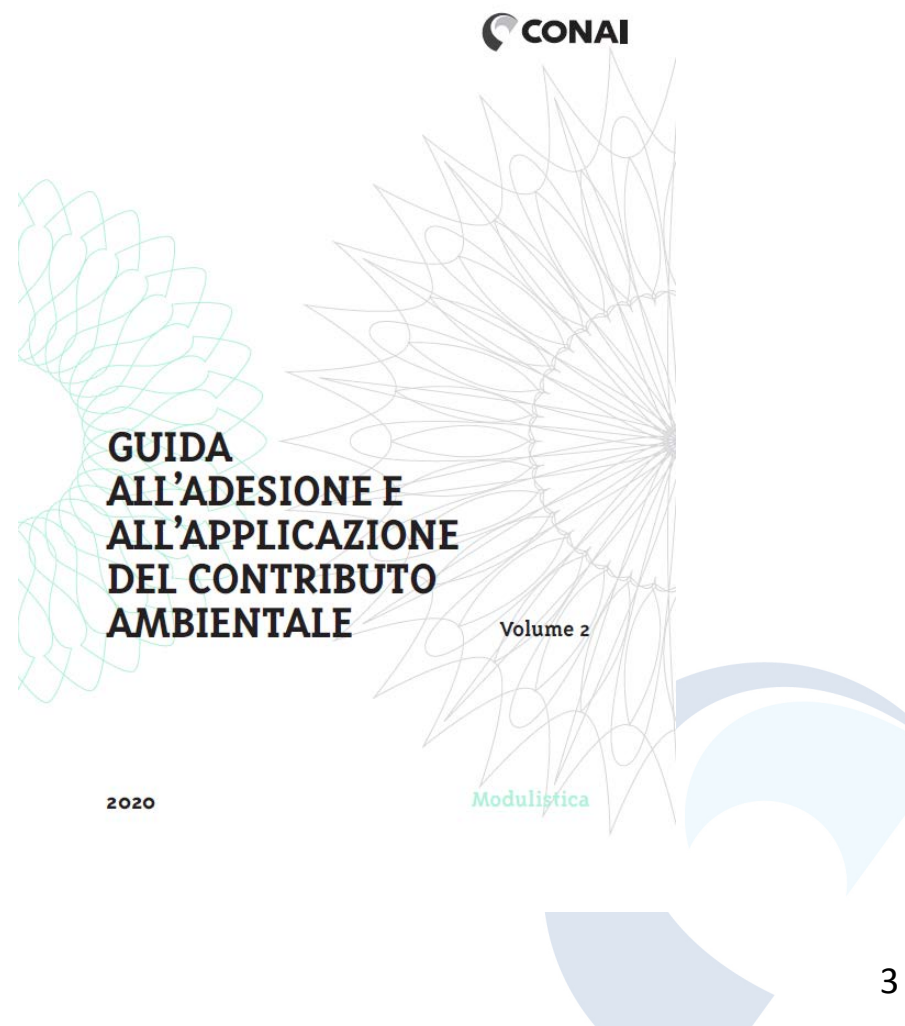 CONAI
GUIDA
ALL’ADESIONE E
ALL’APPLICAZIONE
DEL CONTRIBUTO
AMBIENTALE
Volume 2
2020
Modulistica
3